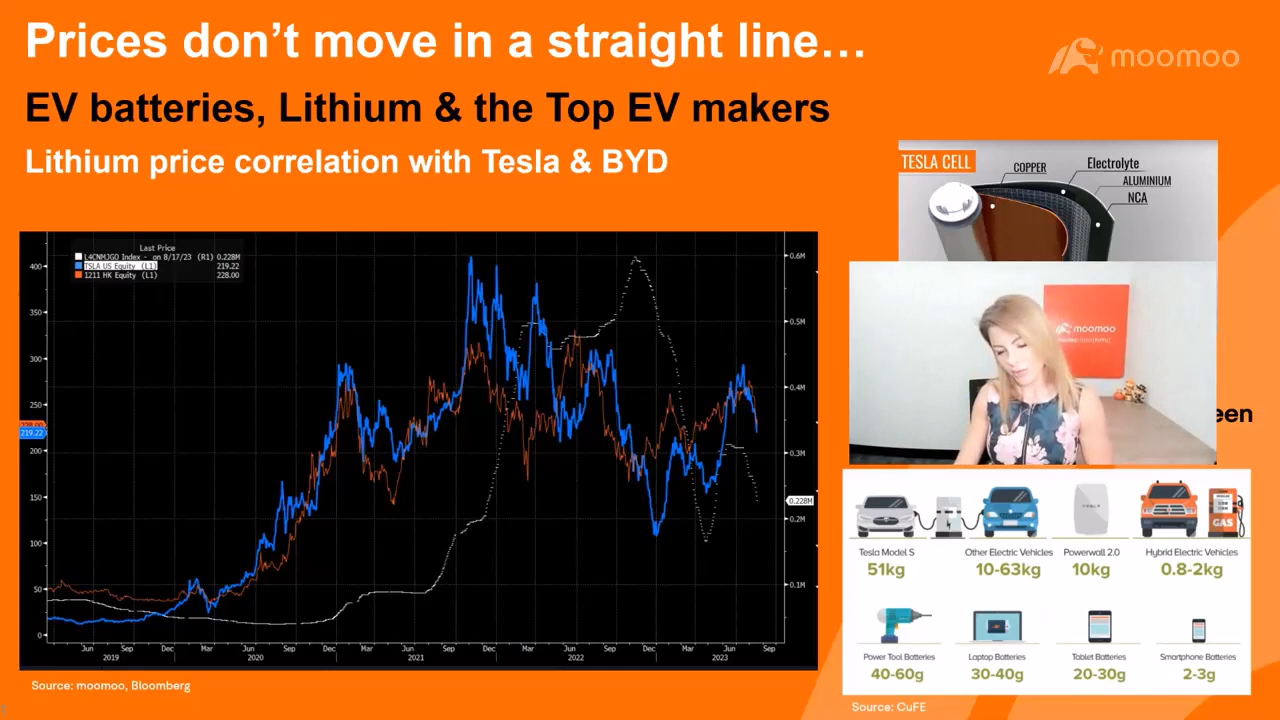 Prices don't move in a straight line…
moomoo
EV batteries, Lithium & the Top EV makers
Lithium price correlation with Tesla & BYD
TESLA CELL
COPPER
Electrolyte
ALUMINIUM
NCA
Last Price
L4CNMJGO Index - on 8/17/23 (R1) 0.228M
TSLA US Equity (L1) 219.22
1211 HK Equity (L1) 228.00
400
350
300
250
228.00
219.22
200
150
100
50
0
0.6M
0.5M
0.4M
0.3M
0.228M
0.2M
0.1M
Jun Sep Dec Mar Jun Sep Dec Mar Jun Sep Dec Mar Jun Sep Dec Mar Jun Sep
2019 2020 2021 2022 2023
moomoo
een
TESLA
GAS
Tesla Model S Other Electric Vehicles Powerwall 2.0 Hybrid Electric Vehicles
51kg 10-63kg 10kg 0.8-2kg
Power Tool Batteries Laptop Batteries Tablet Batteries Smartphone Batteries
40-60g 30-40g 20-30g 2-3g
Source: moomoo, Bloomberg
Source: CuFE